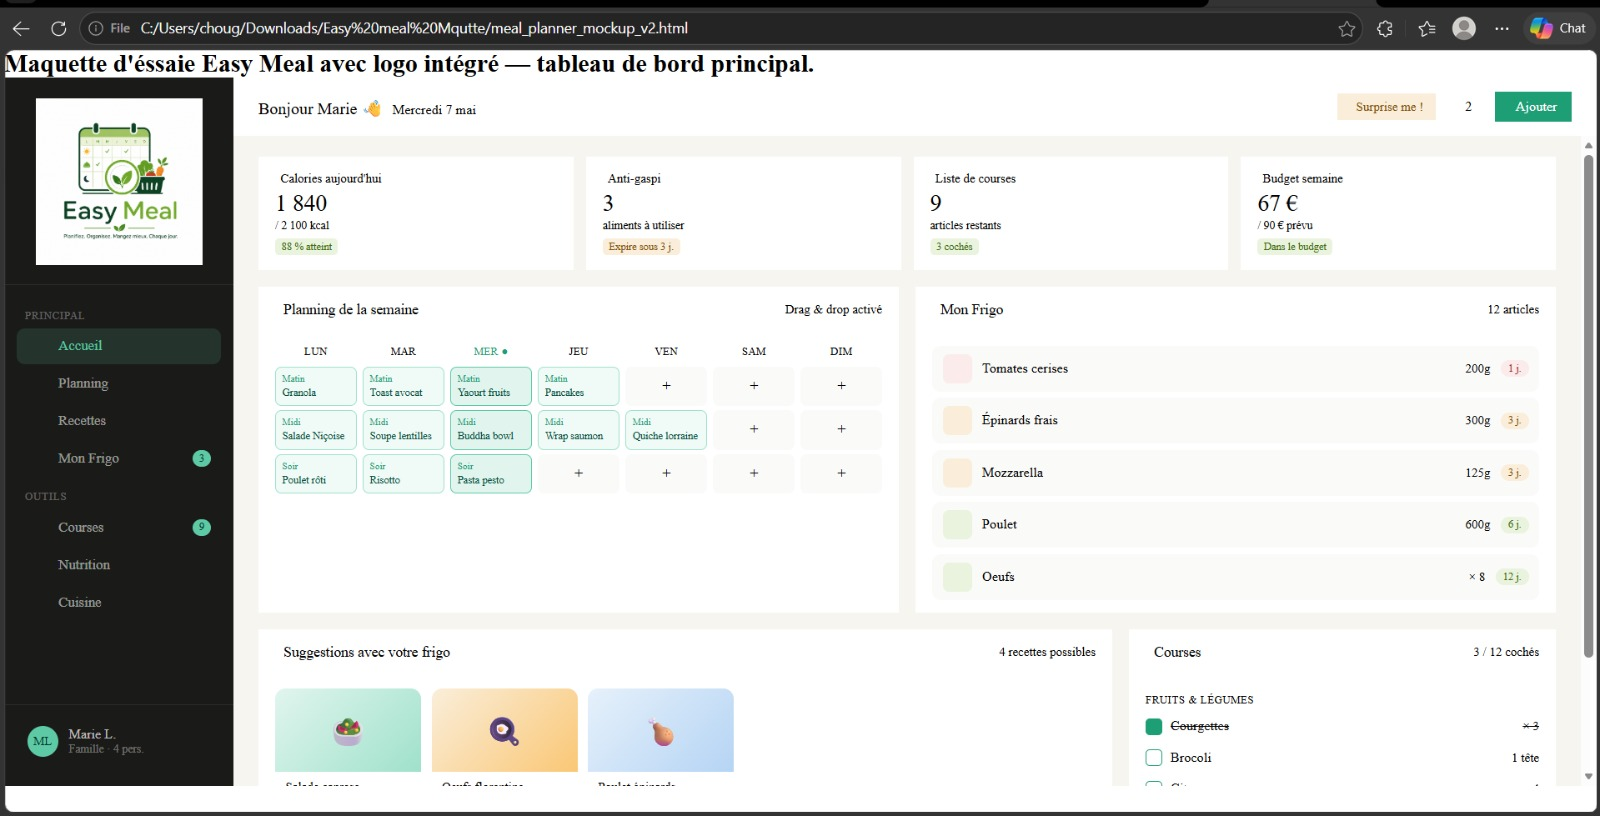 File C:/Users/choug/Downloads/Easy%20meal%20Mqutte/meal_planner_mockup_v2.html
Chat
Maquette d'éssaie Easy Meal avec logo intégré — tableau de bord principal.
Easy Meal
Planifiez. Organisez. Mangez mieux. Chaque jour.
Bonjour Marie 👋 Mercredi 7 mai
Surprise me !
2
Ajouter
Calories aujourd'hui
1 840
/ 2 100 kcal
88 % atteint
Anti-gaspi
3
aliments à utiliser
Expire sous 3 j.
Liste de courses
9
articles restants
3 cochés
Budget semaine
67 €
/ 90 € prévu
Dans le budget
PRINCIPAL
Accueil
Planning
Recettes
Mon Frigo 3
OUTILS
Courses 9
Nutrition
Cuisine
ML
Marie L.
Famille · 4 pers.
Planning de la semaine
Drag & drop activé
LUN MAR MER ● JEU VEN SAM DIM
Matin Matin Matin Matin
Granola Toast avocat Yaourt fruits Pancakes + + +
Midi Midi Midi Midi Midi
Salade Niçoise Soupe lentilles Buddha bowl Wrap saumon Quiche lorraine + +
Soir Soir Soir
Poulet rôti Risotto Pasta pesto + + + +
Mon Frigo
12 articles
Tomates cerises 200g 1 j.
Épinards frais 300g 3 j.
Mozzarella 125g 3 j.
Poulet 600g 6 j.
Oeufs × 8 12 j.
Suggestions avec votre frigo
4 recettes possibles
Courses
3 / 12 cochés
FRUITS & LÉGUMES
Courgettes × 3
Brocoli 1 tête